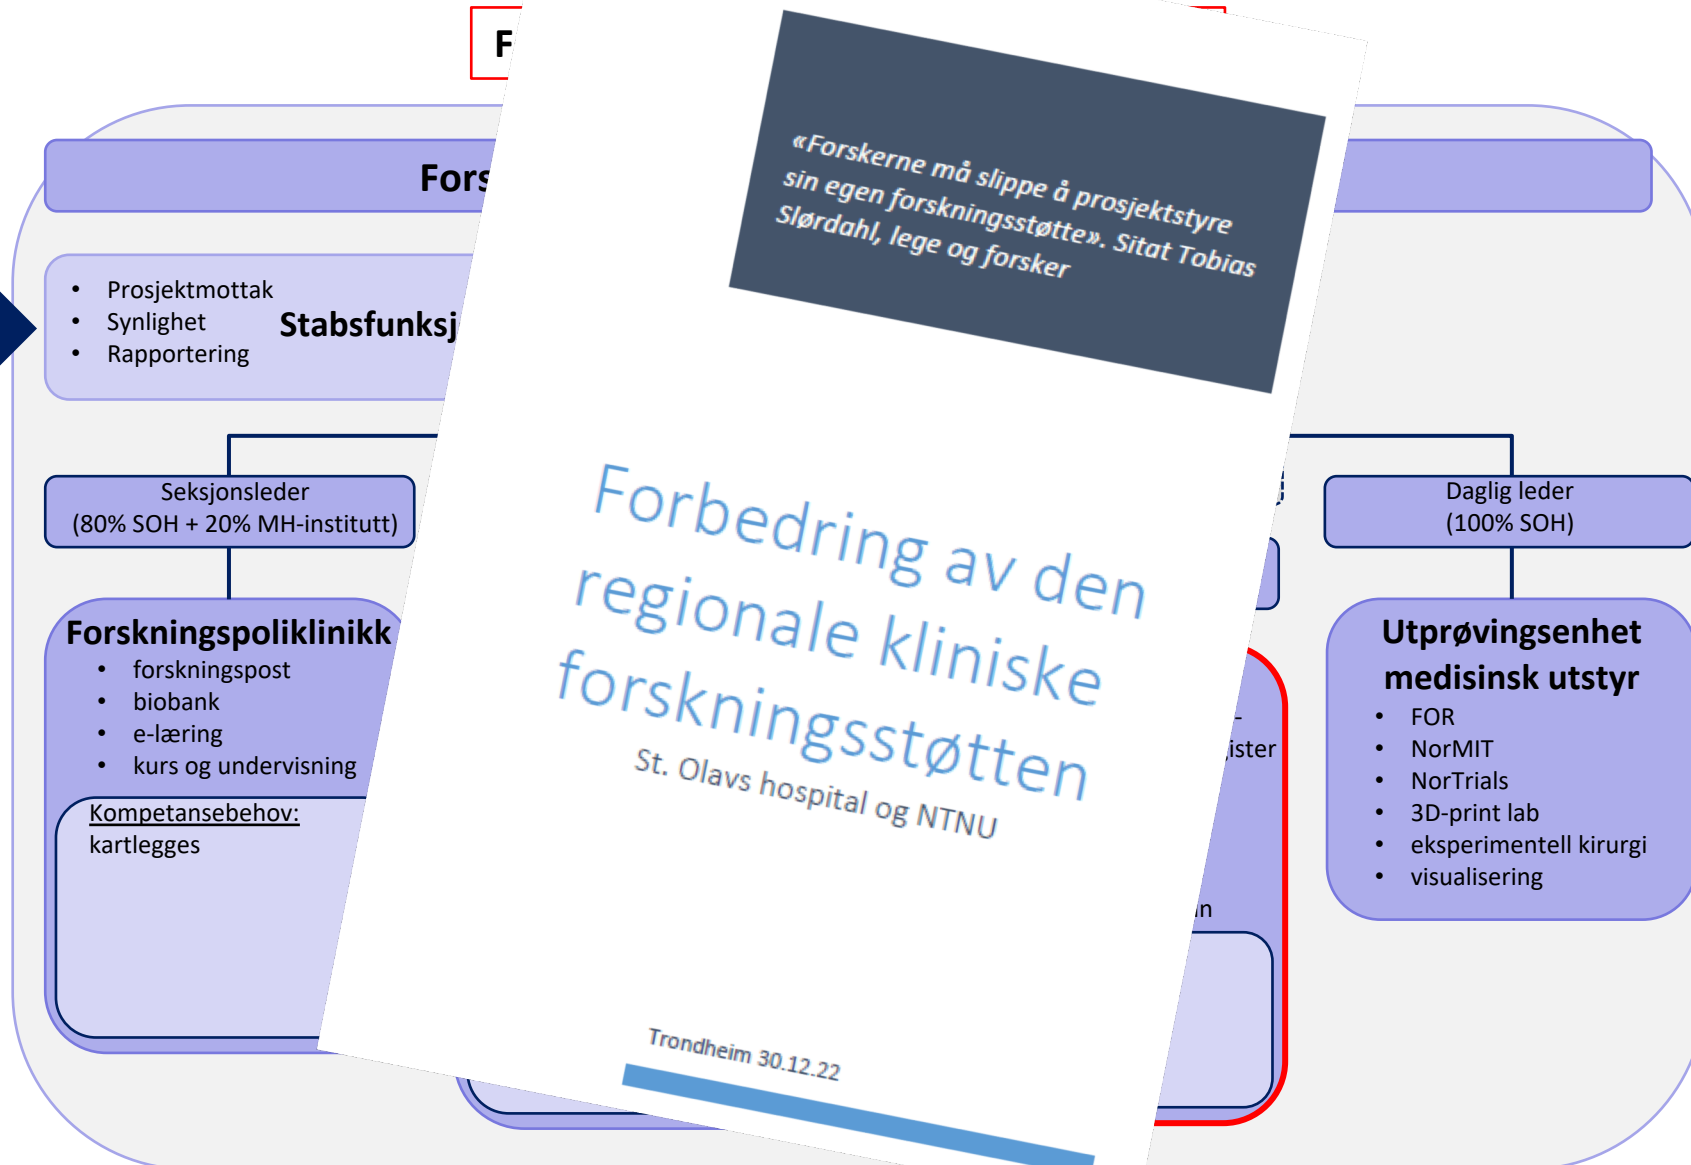 «Forskerne må slippe å prosjektstyre
sin egen forskningsstøtte». Sitat Tobias
Slørdahl, lege og forsker
Forbedring av den
regionale kliniske
forskningsstøtten
St. Olavs hospital og NTNU
Trondheim 30.12.22
• Prosjektmottak
• Synlighet
• Rapportering
Seksjonsleder
(80% SOH + 20% MH-institutt)
Forskningspoliklinikk
• forskningspost
• biobank
• e-læring
• kurs og undervisning
Kompetansebehov:
kartlegges
Daglig leder
(100% SOH)
Utprøvingsenhet
medisinsk utstyr
• FOR
• NorMIT
• NorTrials
• 3D-print lab
• eksperimentell kirurgi
• visualisering